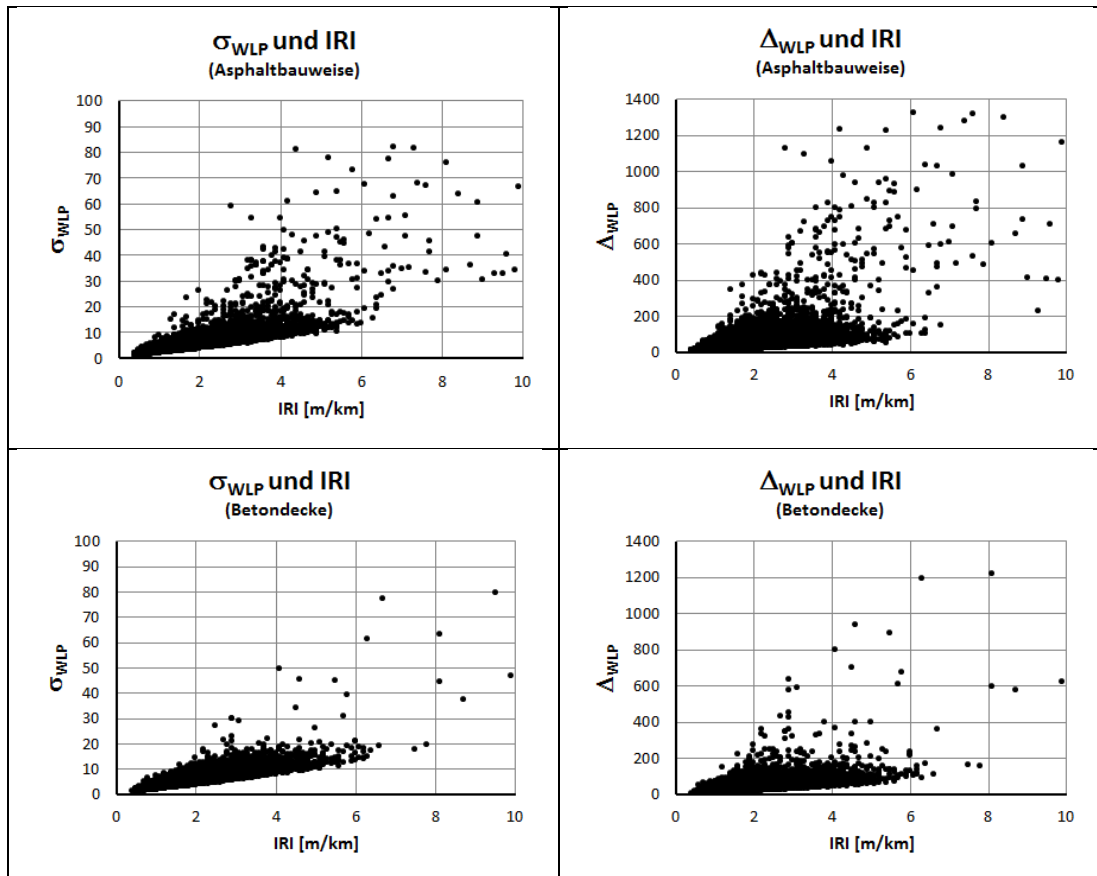 σWLP und IRI
(Asphaltbauweise)
100
90
80
70
60
50
40
30
20
10
0
σWLP
0 2 4 6 8 10
IRI [m/km]
ΔWLP und IRI
(Asphaltbauweise)
1400
1200
1000
800
600
400
200
0
ΔWLP
0 2 4 6 8 10
IRI [m/km]
σWLP und IRI
(Betondecke)
100
90
80
70
60
50
40
30
20
10
0
σWLP
0 2 4 6 8 10
IRI [m/km]
ΔWLP und IRI
(Betondecke)
1400
1200
1000
800
600
400
200
0
ΔWLP
0 2 4 6 8 10
IRI [m/km]